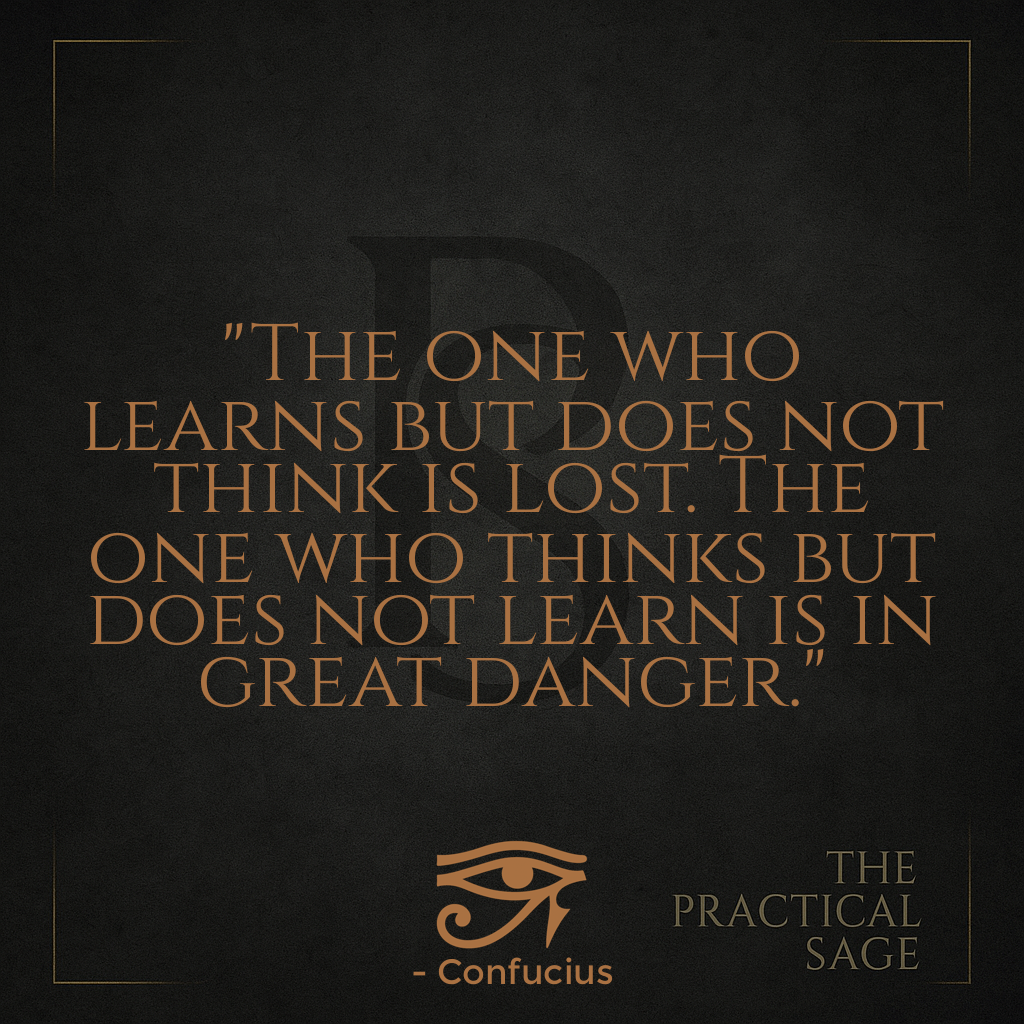 "The one who
learns but does not
think is lost. The
one who thinks but
does not learn is in
great danger."
- Confucius
THE
PRACTICAL
SAGE